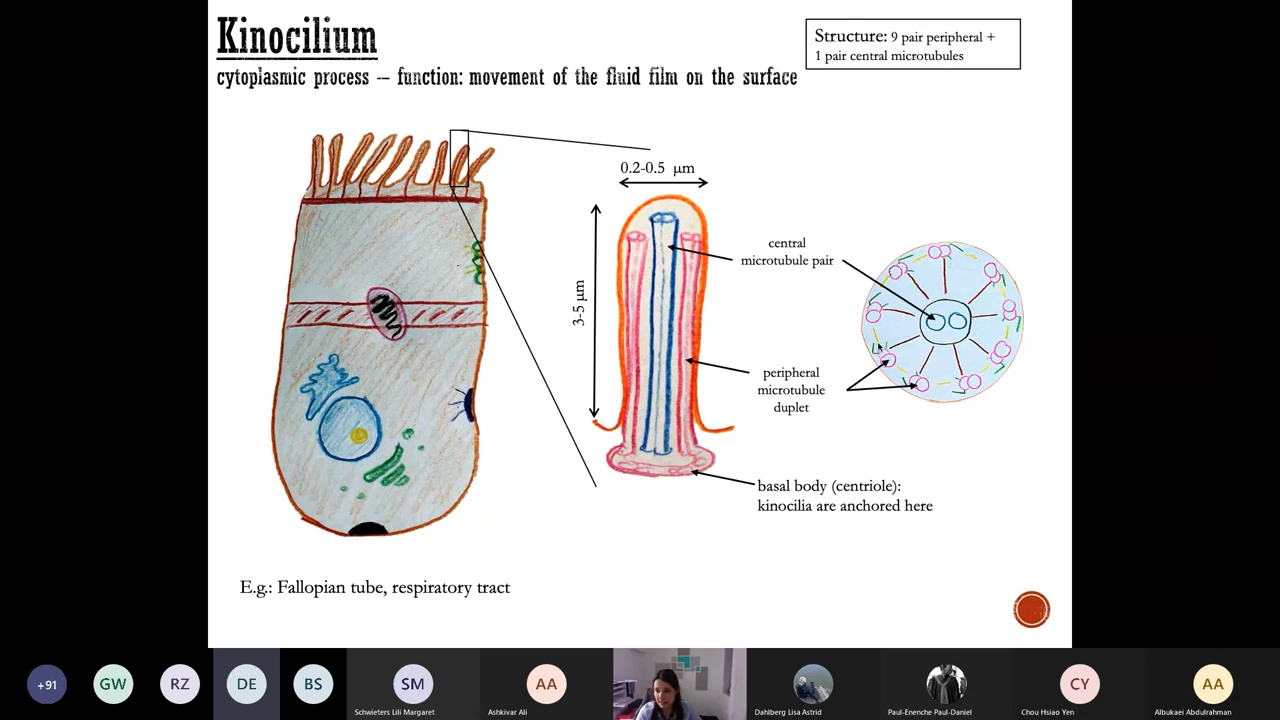 Kinocilium
cytoplasmic process – function: movement of the fluid film on the surface
Structure: 9 pair peripheral +
1 pair central microtubules
0.2-0.5 µm
3-5 µm
central
microtubule pair
peripheral
microtubule
duplet
basal body (centriole):
kinocilia are anchored here
E.g.: Fallopian tube, respiratory tract
+91
GW
RZ
DE
BS
SM
Schwieters Lili Margaret
AA
Ashkivar Ali
Dahlberg Lisa Astrid
Paul-Enenche Paul-Daniel
CY
Chou Hsiao Yen
AA
Albukaei Abdulrahman